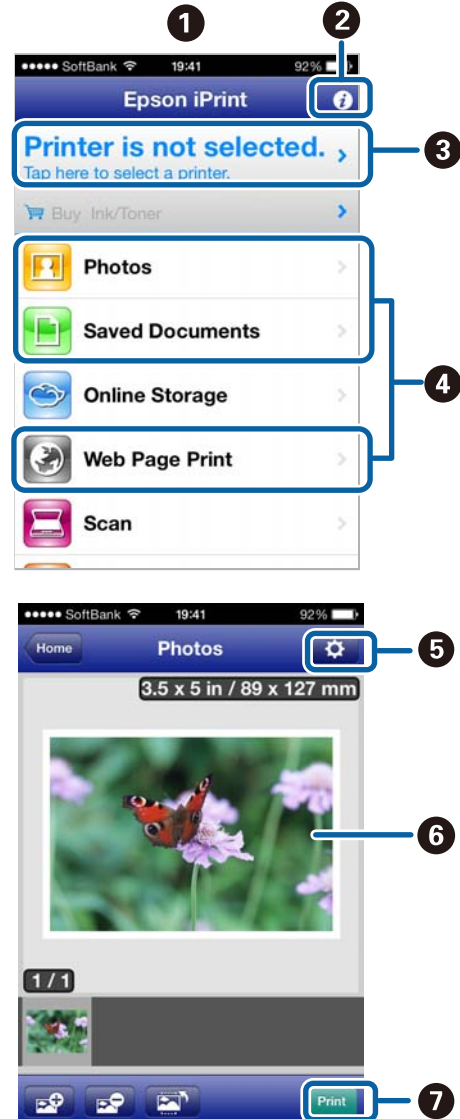 1
2
SoftBank 19:41 92%
Epson iPrint
i
Printer is not selected.
3
Tap here to select a printer.
Buy Ink/Toner
Photos
Saved Documents
4
Online Storage
Web Page Print
Scan
SoftBank 19:41 92%
Home Photos
5
3.5 x 5 in / 89 x 127 mm
6
1 / 1
Print
7